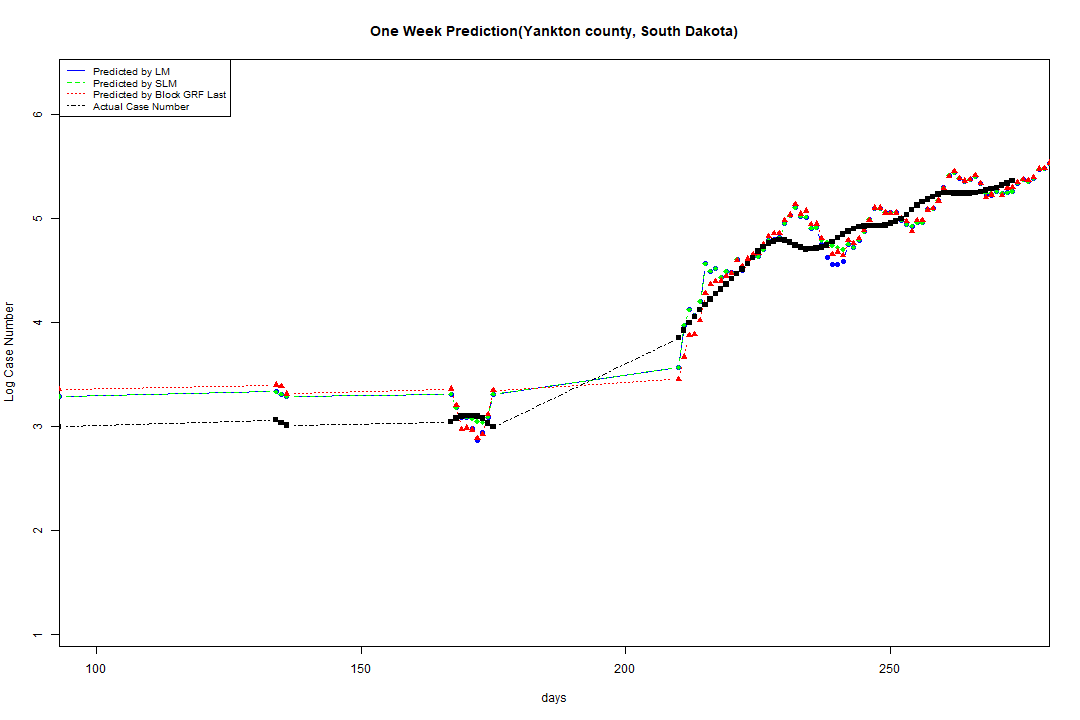 One Week Prediction(Yankton county, South Dakota)
Predicted by LM
Predicted by SLM
Predicted by Block GRF Last
Actual Case Number
6
5
4
3
2
1
Log Case Number
100 150 200 250
days